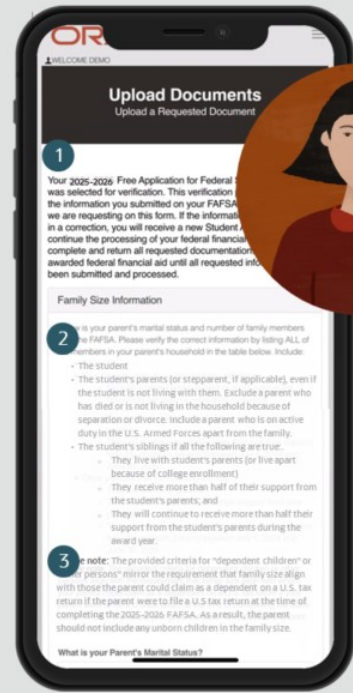 WELCOME DEMO
Upload Documents
Upload a Requested Document
1
Your 2025-2026 Free Application for Federal
was selected for verification. This verification
the information you submitted on your FAFSA
we are requesting on this form. If the information
in a correction, you will receive a new Student
continue the processing of your federal financial
complete and return all requested documentation
awarded federal financial aid until all requested
been submitted and processed.
Family Size Information
2
is your parent's marital status and number of family members
the FAFSA. Please verify the correct information by listing ALL of
members in your parent's household in the table below. Include:
• The student
• The student's parents (or stepparent, if applicable), even if
the student is not living with them. Exclude a parent who
has died or is not living in the household because of
separation or divorce. Include a parent who is on active
duty in the U.S. Armed Forces apart from the family.
• The student's siblings if all the following are true:.
o They live with student's parents (or live apart
because of college enrollment)
o They receive more than half of their support from
the student's parents; and
o They will continue to receive more than half their
support from the student's parents during the
award year.
3
note: The provided criteria for "dependent children" or
persons" mirror the requirement that family size align
with those the parent could claim as a dependent on a U.S. tax
return if the parent were to file a U.S tax return at the time of
completing the 2025-2026 FAFSA. As a result, the parent
should not include any unborn children in the family size.
What is your Parent's Marital Status?